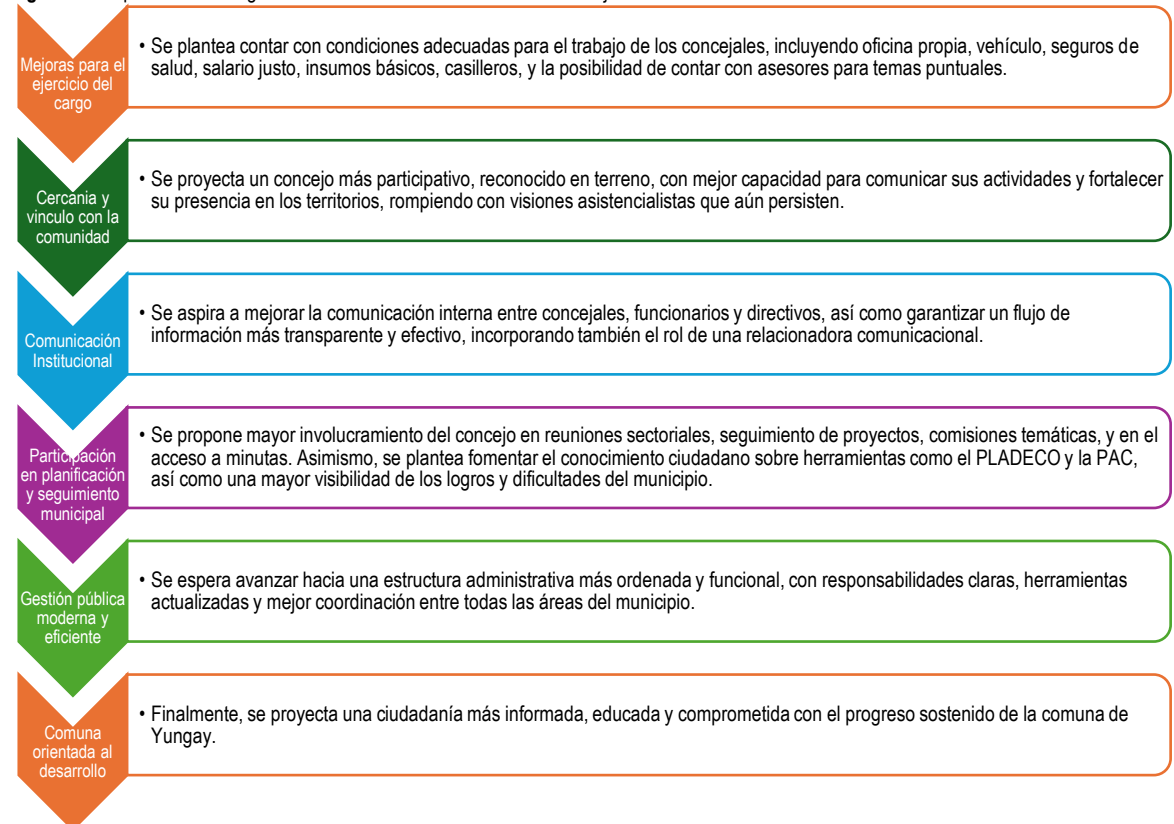 Mejoras para el
ejercicio del
cargo
• Se plantea contar con condiciones adecuadas para el trabajo de los concejales, incluyendo oficina propia, vehículo, seguros de
salud, salario justo, insumos básicos, casilleros, y la posibilidad de contar con asesores para temas puntuales.
Cercania y
vinculo con la
comunidad
• Se proyecta un concejo más participativo, reconocido en terreno, con mejor capacidad para comunicar sus actividades y fortalecer
su presencia en los territorios, rompiendo con visiones asistencialistas que aún persisten.
Comunicación
Institucional
• Se aspira a mejorar la comunicación interna entre concejales, funcionarios y directivos, así como garantizar un flujo de
información más transparente y efectivo, incorporando también el rol de una relacionadora comunicacional.
Participación
en planificación
y seguimiento
municipal
• Se propone mayor involucramiento del concejo en reuniones sectoriales, seguimiento de proyectos, comisiones temáticas, y en el
acceso a minutas. Asimismo, se plantea fomentar el conocimiento ciudadano sobre herramientas como el PLADECO y la PAC,
así como una mayor visibilidad de los logros y dificultades del municipio.
Gestión pública
moderna y
eficiente
• Se espera avanzar hacia una estructura administrativa más ordenada y funcional, con responsabilidades claras, herramientas
actualizadas y mejor coordinación entre todas las áreas del municipio.
Comuna
orientada al
desarrollo
• Finalmente, se proyecta una ciudadanía más informada, educada y comprometida con el progreso sostenido de la comuna de
Yungay.